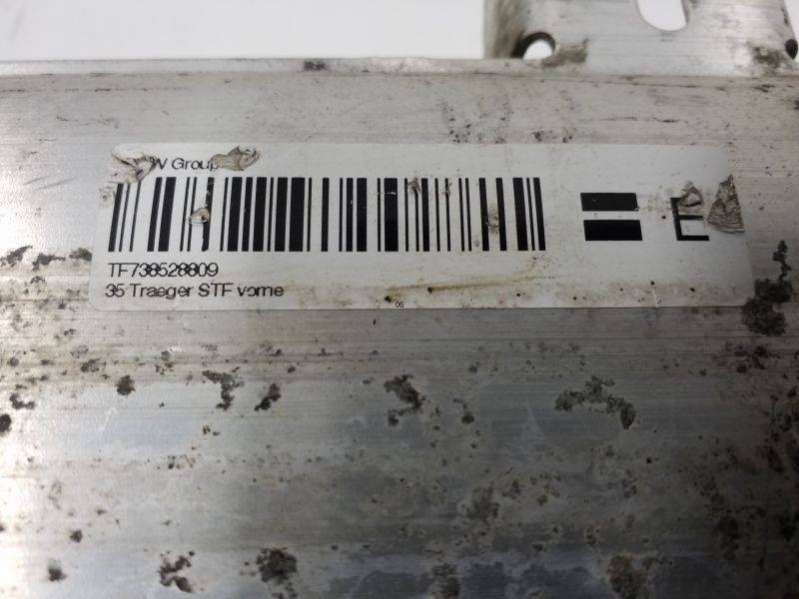 Group
E
TF738528809
35 Traeger STF vorne